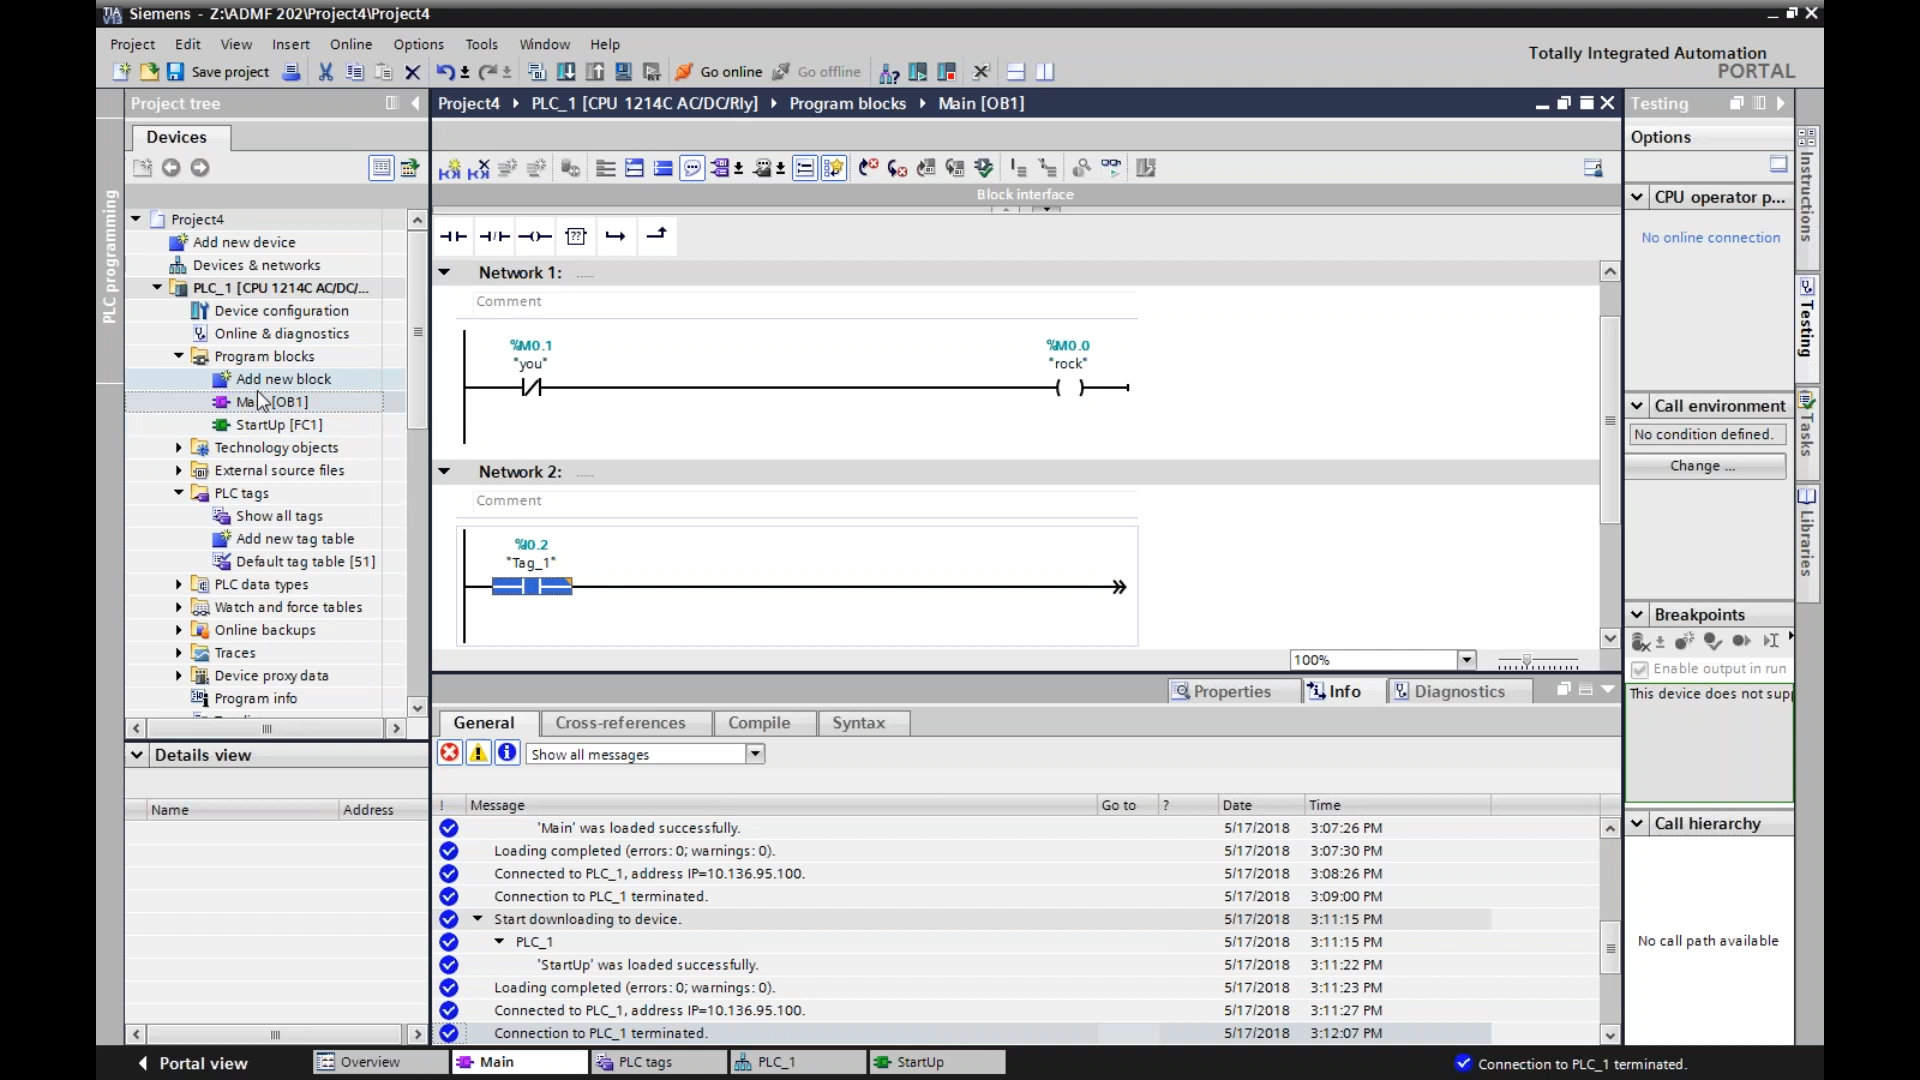 Siemens - Z:\ADMF 202\Project4\Project4
Project Edit View Insert Online Options Tools Window Help
Totally Integrated Automation
PORTAL
Save project
Go online
Go offline
Project tree
Project4 PLC_1 [CPU 1214C AC/DC/Rly] Program blocks Main [OB1]
Testing
Devices
Options
PLC programming
Block interface
Project4
Add new device
Devices & networks
PLC_1 [CPU 1214C AC/DC/...
Device configuration
Online & diagnostics
Program blocks
Add new block
[OB1]
StartUp [FC1]
Technology objects
External source files
PLC tags
Show all tags
Add new tag table
Default tag table [51]
PLC data types
Watch and force tables
Online backups
Traces
Device proxy data
Program info
Details view
Name Address
Network 1: .....
Comment
%M0.1
"you"
%M0.0
"rock"
Network 2: .....
Comment
%I0.2
"Tag_1"
100%
Properties Info Diagnostics
General Cross-references Compile Syntax
Show all messages
! Message Go to ? Date Time
'Main' was loaded successfully. 5/17/2018 3:07:26 PM
Loading completed (errors: 0; warnings: 0). 5/17/2018 3:07:30 PM
Connected to PLC_1, address IP=10.136.95.100. 5/17/2018 3:08:26 PM
Connection to PLC_1 terminated. 5/17/2018 3:09:00 PM
Start downloading to device. 5/17/2018 3:11:15 PM
PLC_1 5/17/2018 3:11:15 PM
'StartUp' was loaded successfully. 5/17/2018 3:11:22 PM
Loading completed (errors: 0; warnings: 0). 5/17/2018 3:11:23 PM
Connected to PLC_1, address IP=10.136.95.100. 5/17/2018 3:11:27 PM
Connection to PLC_1 terminated. 5/17/2018 3:12:07 PM
CPU operator p...
No online connection
Call environment
No condition defined.
Change ...
Breakpoints
Enable output in run
This device does not supp
Call hierarchy
No call path available
Instructions
Testing
Tasks
Libraries
Portal view
Overview
Main
PLC tags
PLC_1
StartUp
Connection to PLC_1 terminated.